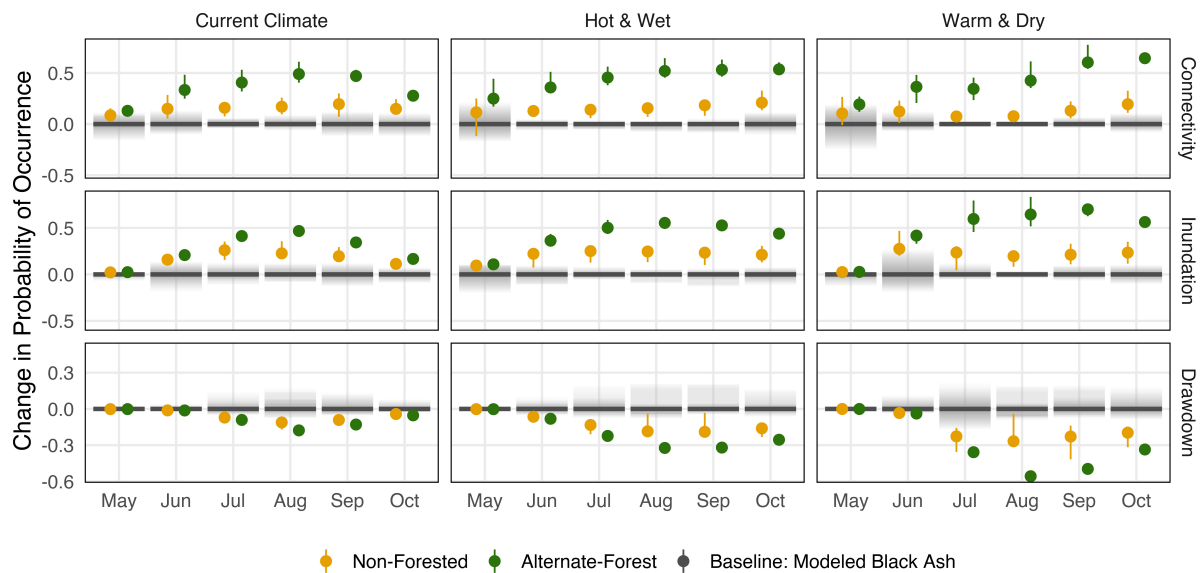 Current Climate Hot & Wet Warm & Dry
Change in Probability of Occurrence
0.5
0.0
-0.5
Connectivity
0.5
0.0
-0.5
Inundation
0.3
0.0
-0.3
-0.6
Drawdown
May Jun Jul Aug Sep Oct May Jun Jul Aug Sep Oct May Jun Jul Aug Sep Oct
Non-Forested Alternate-Forest Baseline: Modeled Black Ash